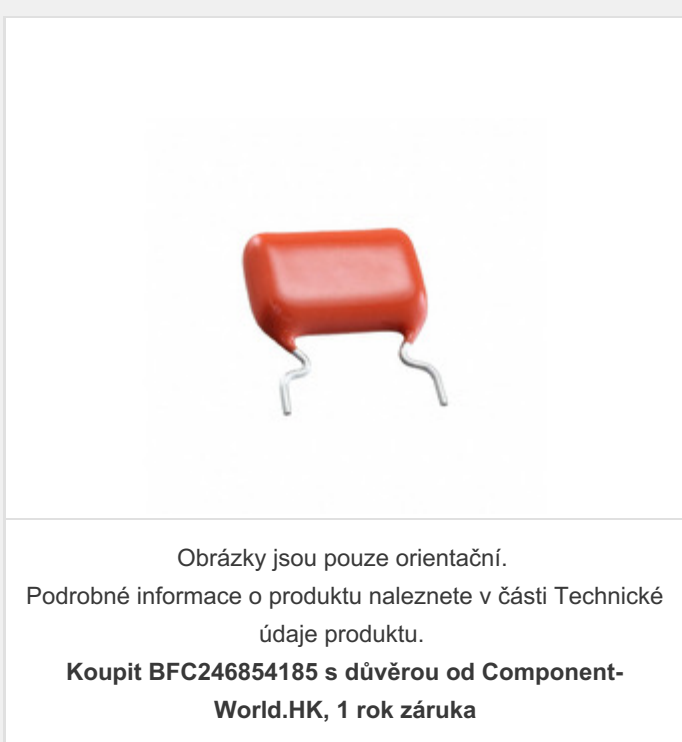 Obrázky jsou pouze orientační.
Podrobné informace o produktu naleznete v části Technické
údaje produktu.
Koupit BFC246854185 s důvěrou od Component-
World.HK, 1 rok záruka